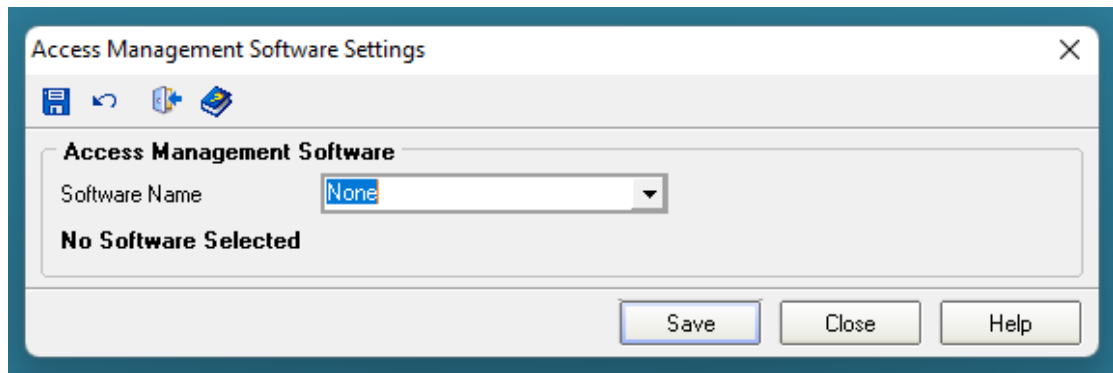 Access Management Software Settings
Access Management Software
Software Name None
No Software Selected
Save Close Help